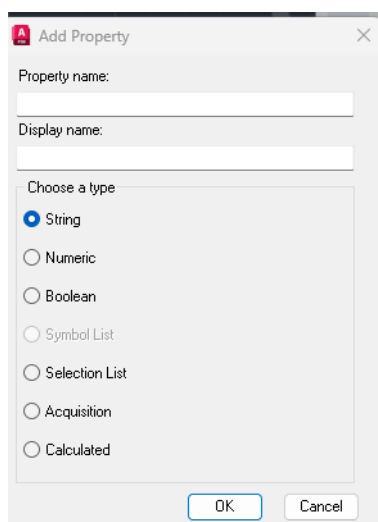 Add Property
Property name:
Display name:
Choose a type
String
Numeric
Boolean
Symbol List
Selection List
Acquisition
Calculated
OK Cancel